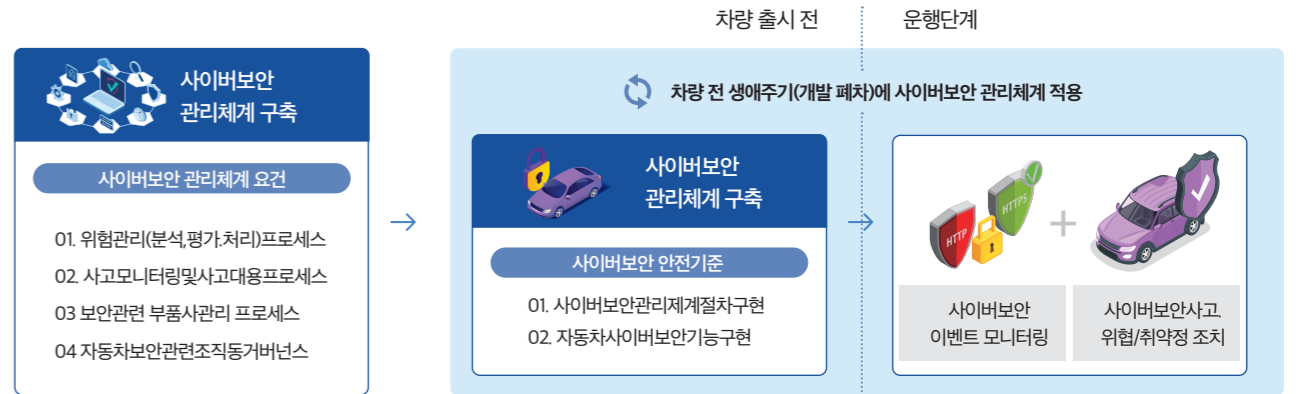 차량 출시 전
운행단계
사이버보안
관리체계 구축
사이버보안 관리체계 요건
01. 위험관리(분석,평가.처리)프로세스
02. 사고모니터링및사고대용프로세스
03 보안관련 부품사관리 프로세스
04 자동차보안관련조직동거버넌스
차량 전 생애주기(개발 폐차)에 사이버보안 관리체계 적용
사이버보안
관리체계 구축
사이버보안 안전기준
01. 사이버보안관리제계절차구현
02. 자동차사이버보안기능구현
HTTP
HTTPS
사이버보안
이벤트 모니터링
사이버보안사고.
위협/취약정 조치